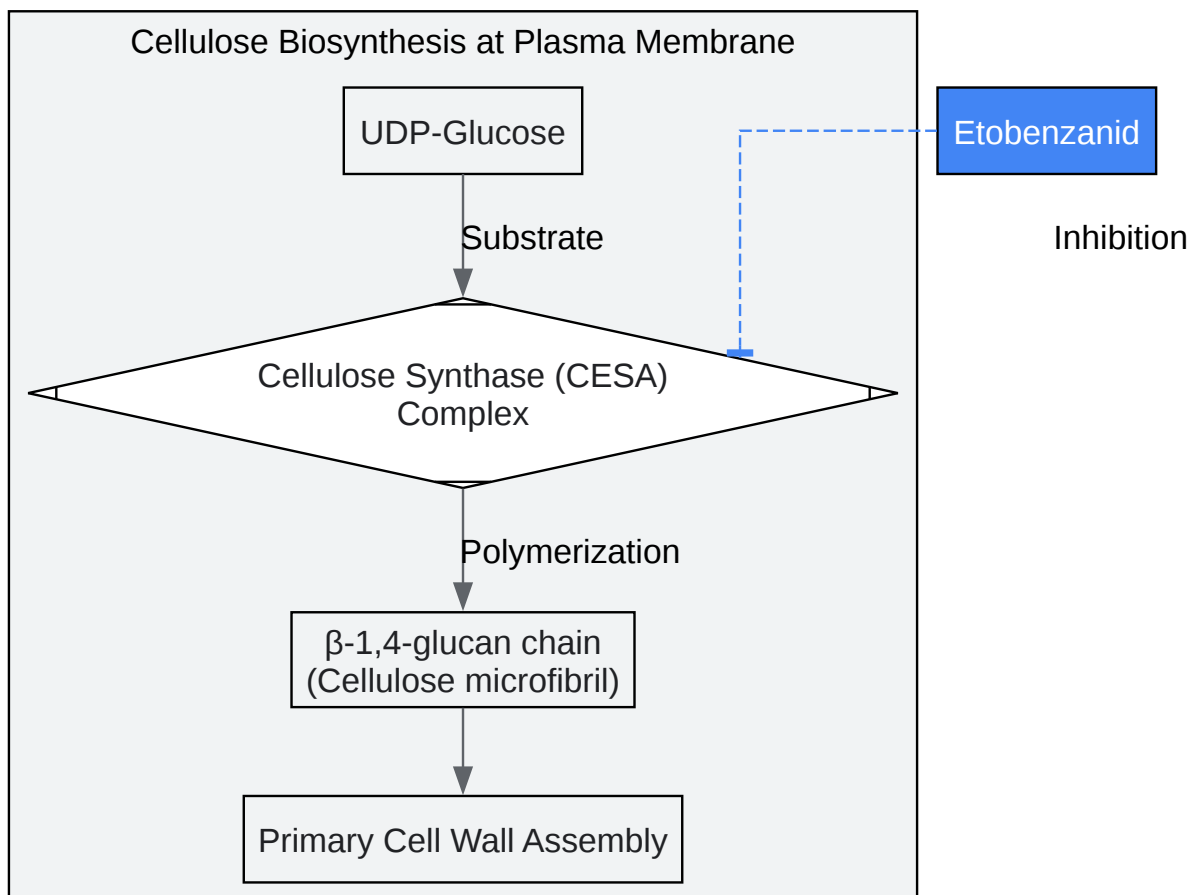 Cellulose Biosynthesis at Plasma Membrane
UDP-Glucose
Etobenzanid
Substrate
Inhibition
Cellulose Synthase (CESA)
Complex
Polymerization
β-1,4-glucan chain
(Cellulose microfibril)
Primary Cell Wall Assembly